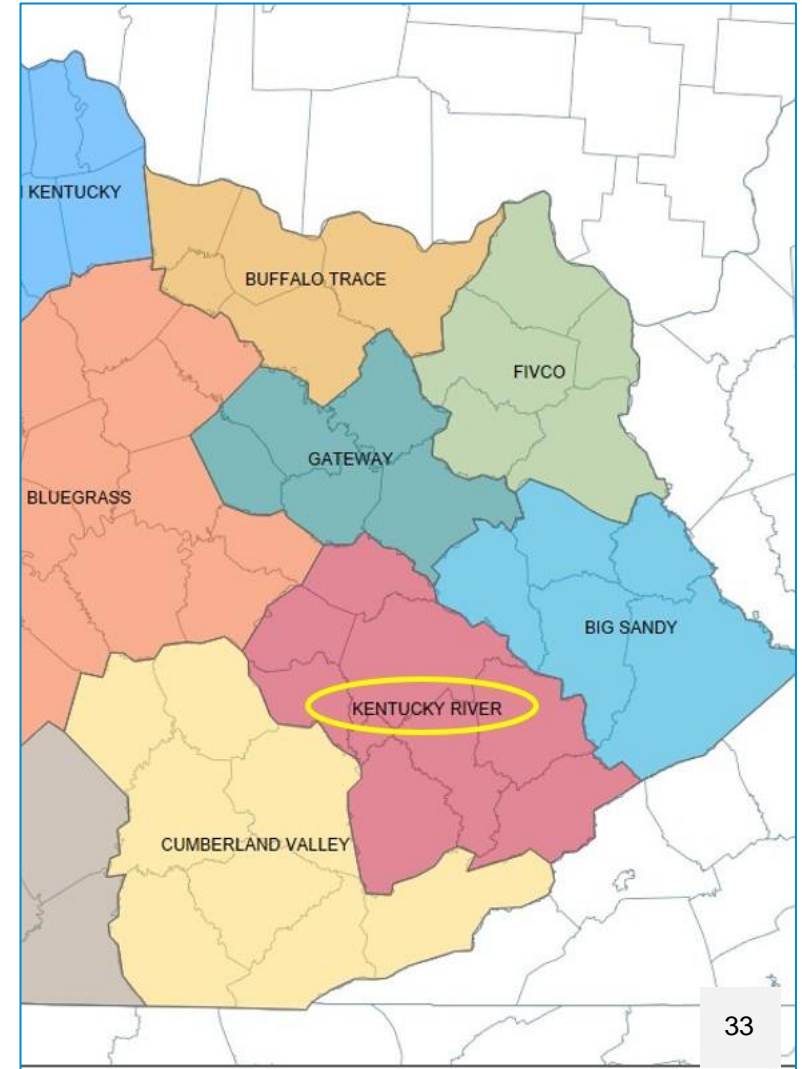 I KENTUCKY
BUFFALO TRACE
FIVCO
GATEWAY
BLUEGRASS
BIG SANDY
KENTUCKY RIVER
CUMBERLAND VALLEY
33